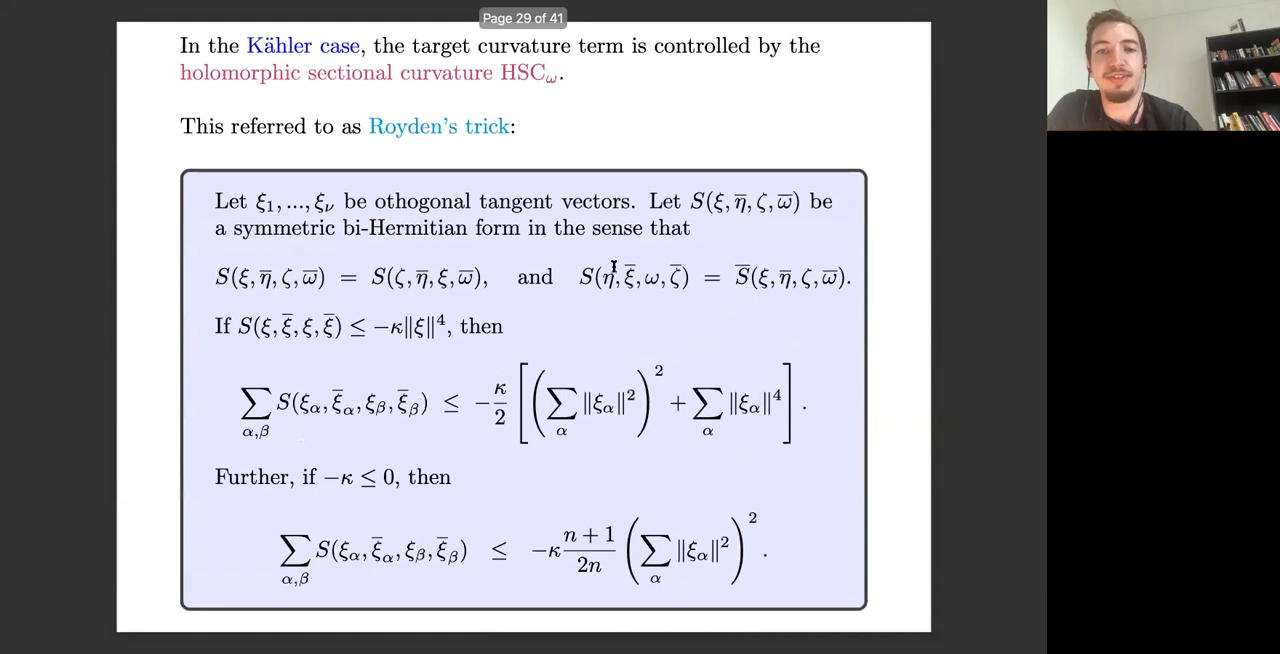 Page 29 of 41
In the Kähler case, the target curvature term is controlled by the
holomorphic sectional curvature HSC_ω.
This referred to as Royden's trick:
Let ξ₁, ..., ξ_ν be othogonal tangent vectors. Let S(ξ, η̅, ζ, ω̅) be
a symmetric bi-Hermitian form in the sense that
S(ξ, η̅, ζ, ω̅) = S(ζ, η̅, ξ, ω̅), and S(η, ξ̅, ω, ζ̅) = S̅(ξ, η̅, ζ, ω̅).
If S(ξ, ξ̅, ξ, ξ̅) ≤ −κ‖ξ‖⁴, then
∑_{α,β} S(ξ_α, ξ̅_α, ξ_β, ξ̅_β) ≤ −κ/2 [(∑_α ‖ξ_α‖²)² + ∑_α ‖ξ_α‖⁴].
Further, if −κ ≤ 0, then
∑_{α,β} S(ξ_α, ξ̅_α, ξ_β, ξ̅_β) ≤ −κ (n + 1)/2n (∑_α ‖ξ_α‖²)².